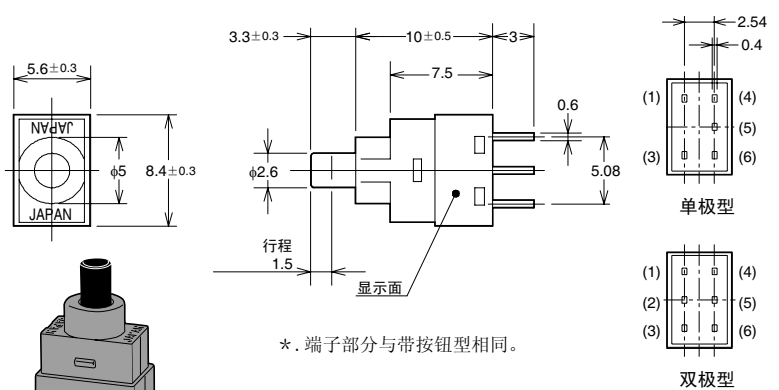 3.3±0.3
10±0.5
3
7.5
5.6±0.3
0.6
2.54
0.4
JAPAN
φ5
8.4±0.3
JAPAN
φ2.6
5.08
行程
1.5
显示面
(1) (4)
(5)
(3) (6)
单极型
(1) (4)
(2) (5)
(3) (6)
双极型
*.端子部分与带按钮型相同。